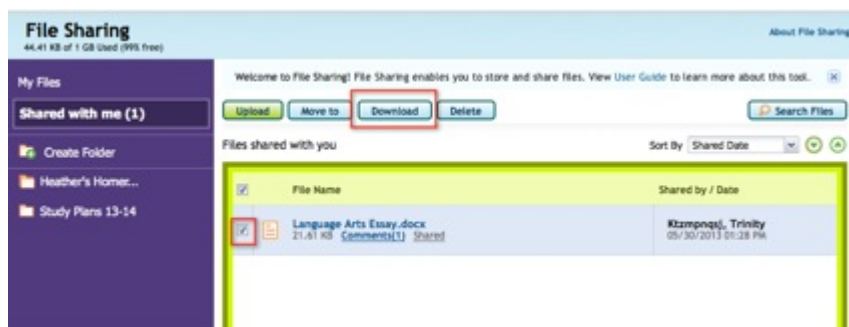 File Sharing
44.41 KB of 1 GB Used (99% free)
About File Sharing
My Files
Shared with me (1)
Create Folder
Heather's Homer...
Study Plans 13-14
Welcome to File Sharing! File Sharing enables you to store and share files. View User Guide to learn more about this tool.
Upload Move to Download Delete Search Files
Files shared with you Sort By Shared Date
File Name Shared by / Date
Language Arts Essay.docx Ktzmpnqsj, Trinity
21.61 KB Comments(1) Shared 05/30/2013 01:28 PM